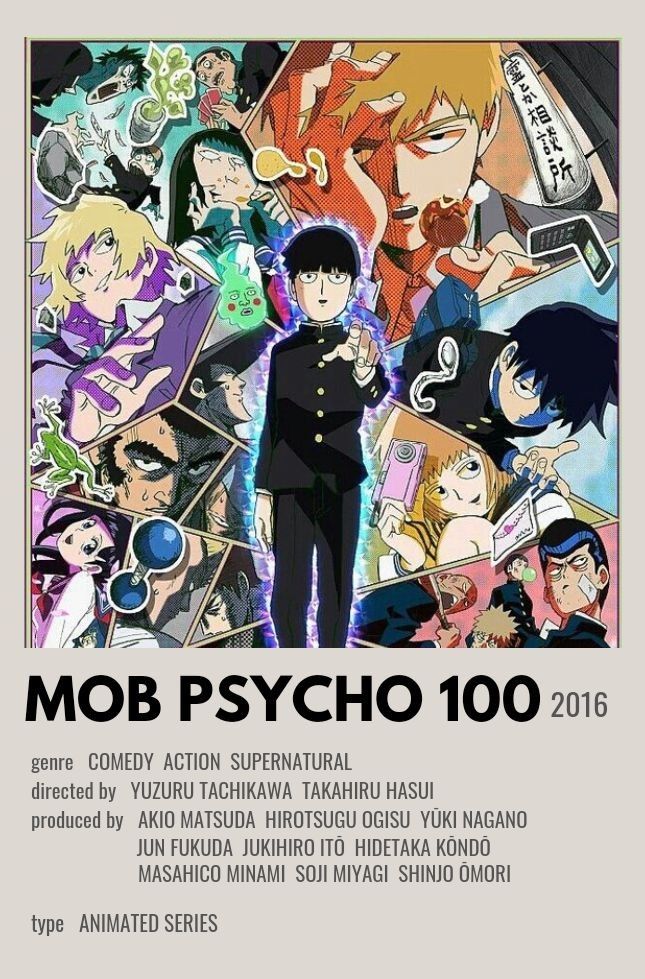 霊とか相談所
MOB PSYCHO 100 2016
genre COMEDY ACTION SUPERNATURAL
directed by YUZURU TACHIKAWA TAKAHIRU HASUI
produced by AKIO MATSUDA HIROTSUGU OGISU YŪKI NAGANO
JUN FUKUDA JUKIHIRO ITŌ HIDETAKA KŌNDŌ
MASAHICO MINAMI SOJI MIYAGI SHINJO ŌMORI
type ANIMATED SERIES